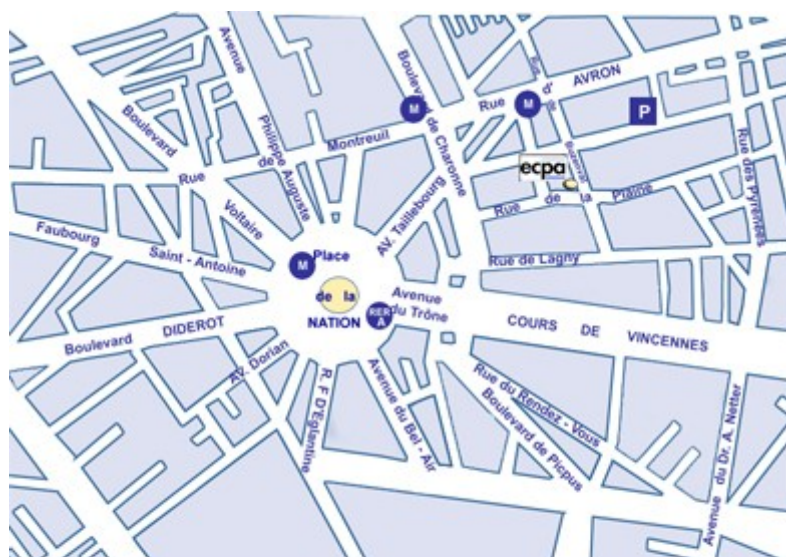 Avenue
Philippe Auguste
Boulevard
Voltaire
Boulevard de Charonne
Rue d'
AVRON
M
M
P
Rue de Montreuil
ecpa
Rue
Buzenval
Rue de la Plaine
Rue des Pyrénées
AV. Taillebourg
Faubourg
Saint - Antoine
Rue de Lagny
M
Place
de la
NATION
RER
A
Avenue
du Trône
COURS DE VINCENNES
Boulevard DIDEROT
AV. Dorian
R. F D'Eglantine
Avenue du Bel - Air
Rue du Rendez - Vous
Boulevard de Picpus
Avenue du Dr. A. Netter